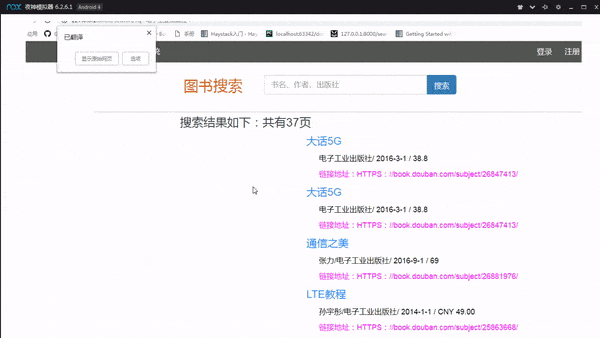 nox 夜神模拟器 6.2.6.1 Android 4
应用
Haystack入门 - Hay
localhost:63342/d
127.0.0.1:8000/sea
Getting Started wi
已翻译
显示原始网页
选项
登录 注册
图书搜索
书名、作者、出版社
搜索
搜索结果如下：共有37页
大话5G
电子工业出版社/ 2016-3-1 / 38.8
链接地址：HTTPS：//book.douban.com/subject/26847413/
大话5G
电子工业出版社/ 2016-3-1 / 38.8
链接地址：HTTPS：//book.douban.com/subject/26847413/
通信之美
张力/电子工业出版社/ 2016-9-1 / 69
链接地址：HTTPS：//book.douban.com/subject/26881976/
LTE教程
孙宇彤/电子工业出版社/ 2014-1-1 / CNY 49.00
链接地址：HTTPS：//book.douban.com/subject/25863668/